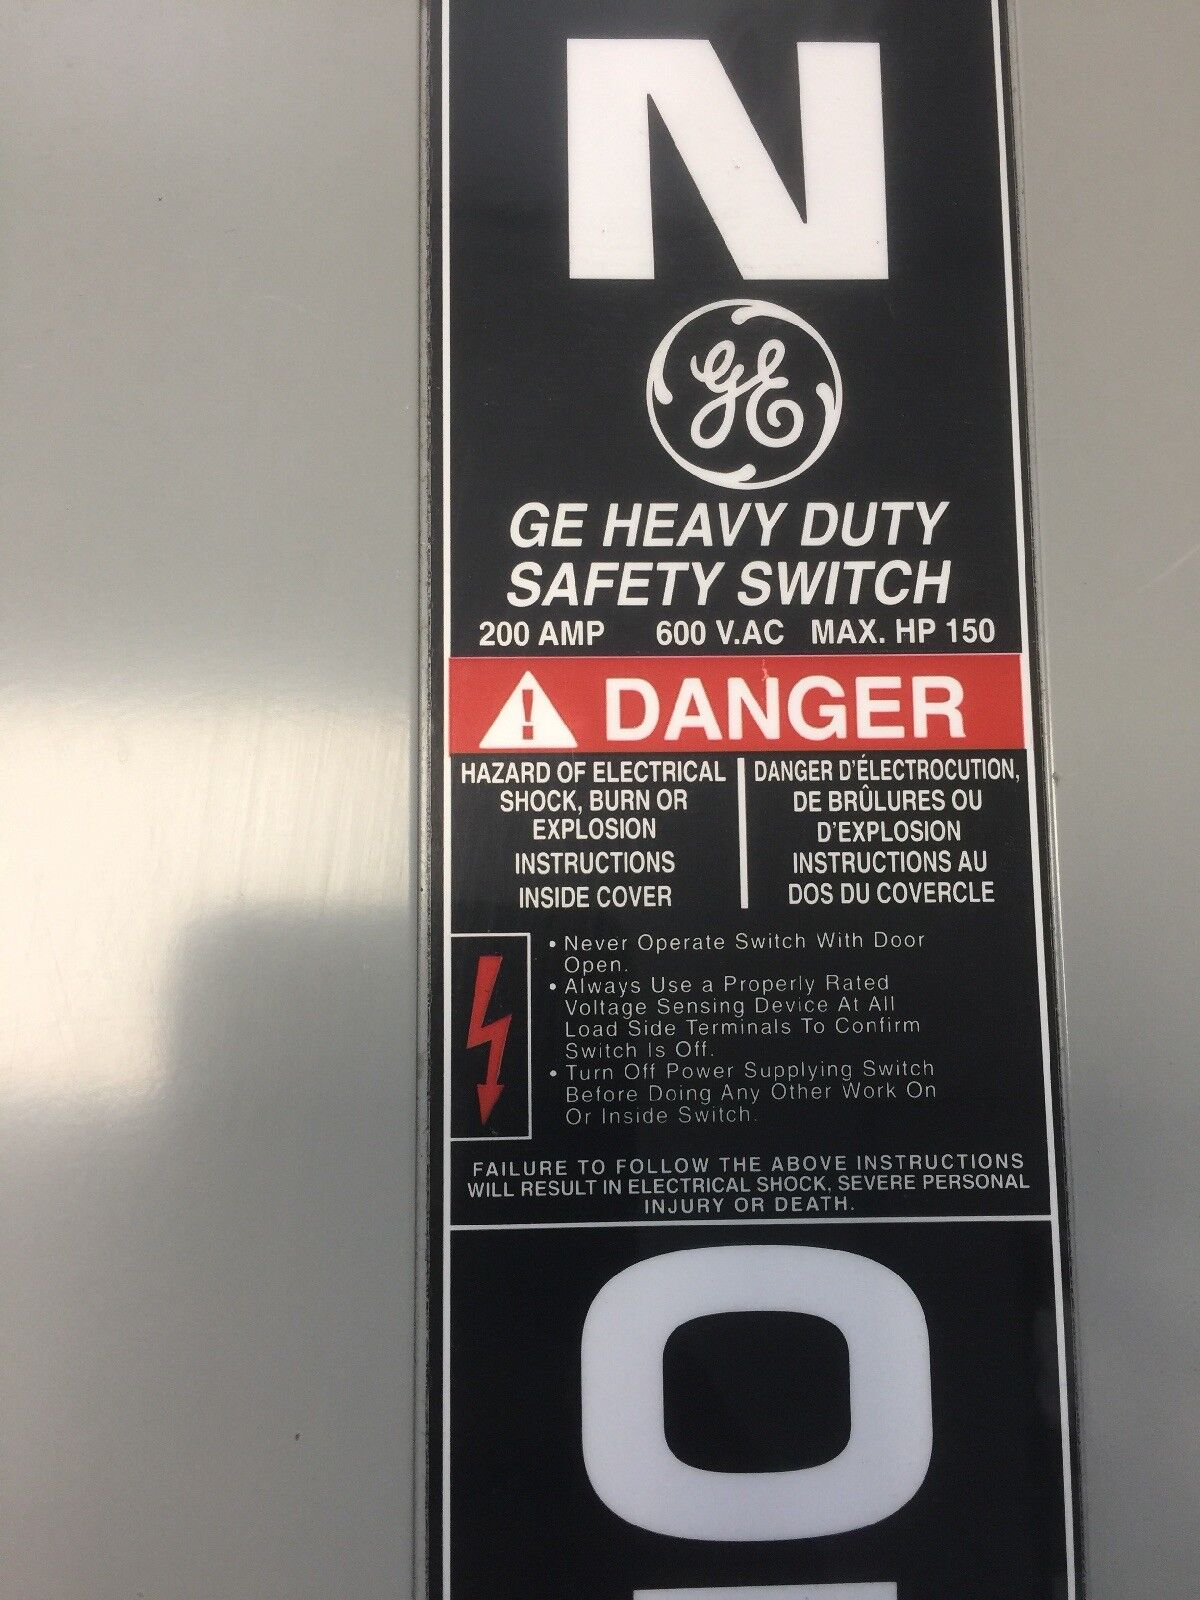 N
GE
GE HEAVY DUTY
SAFETY SWITCH
200 AMP 600 V.AC MAX. HP 150
DANGER
HAZARD OF ELECTRICAL
SHOCK, BURN OR
EXPLOSION
INSTRUCTIONS
INSIDE COVER
DANGER D'ÉLECTROCUTION,
DE BRÛLURES OU
D'EXPLOSION
INSTRUCTIONS AU
DOS DU COVERCLE
• Never Operate Switch With Door
Open.
• Always Use a Properly Rated
Voltage Sensing Device At All
Load Side Terminals To Confirm
Switch Is Off.
• Turn Off Power Supplying Switch
Before Doing Any Other Work On
Or Inside Switch.
FAILURE TO FOLLOW THE ABOVE INSTRUCTIONS
WILL RESULT IN ELECTRICAL SHOCK, SEVERE PERSONAL
INJURY OR DEATH.
O